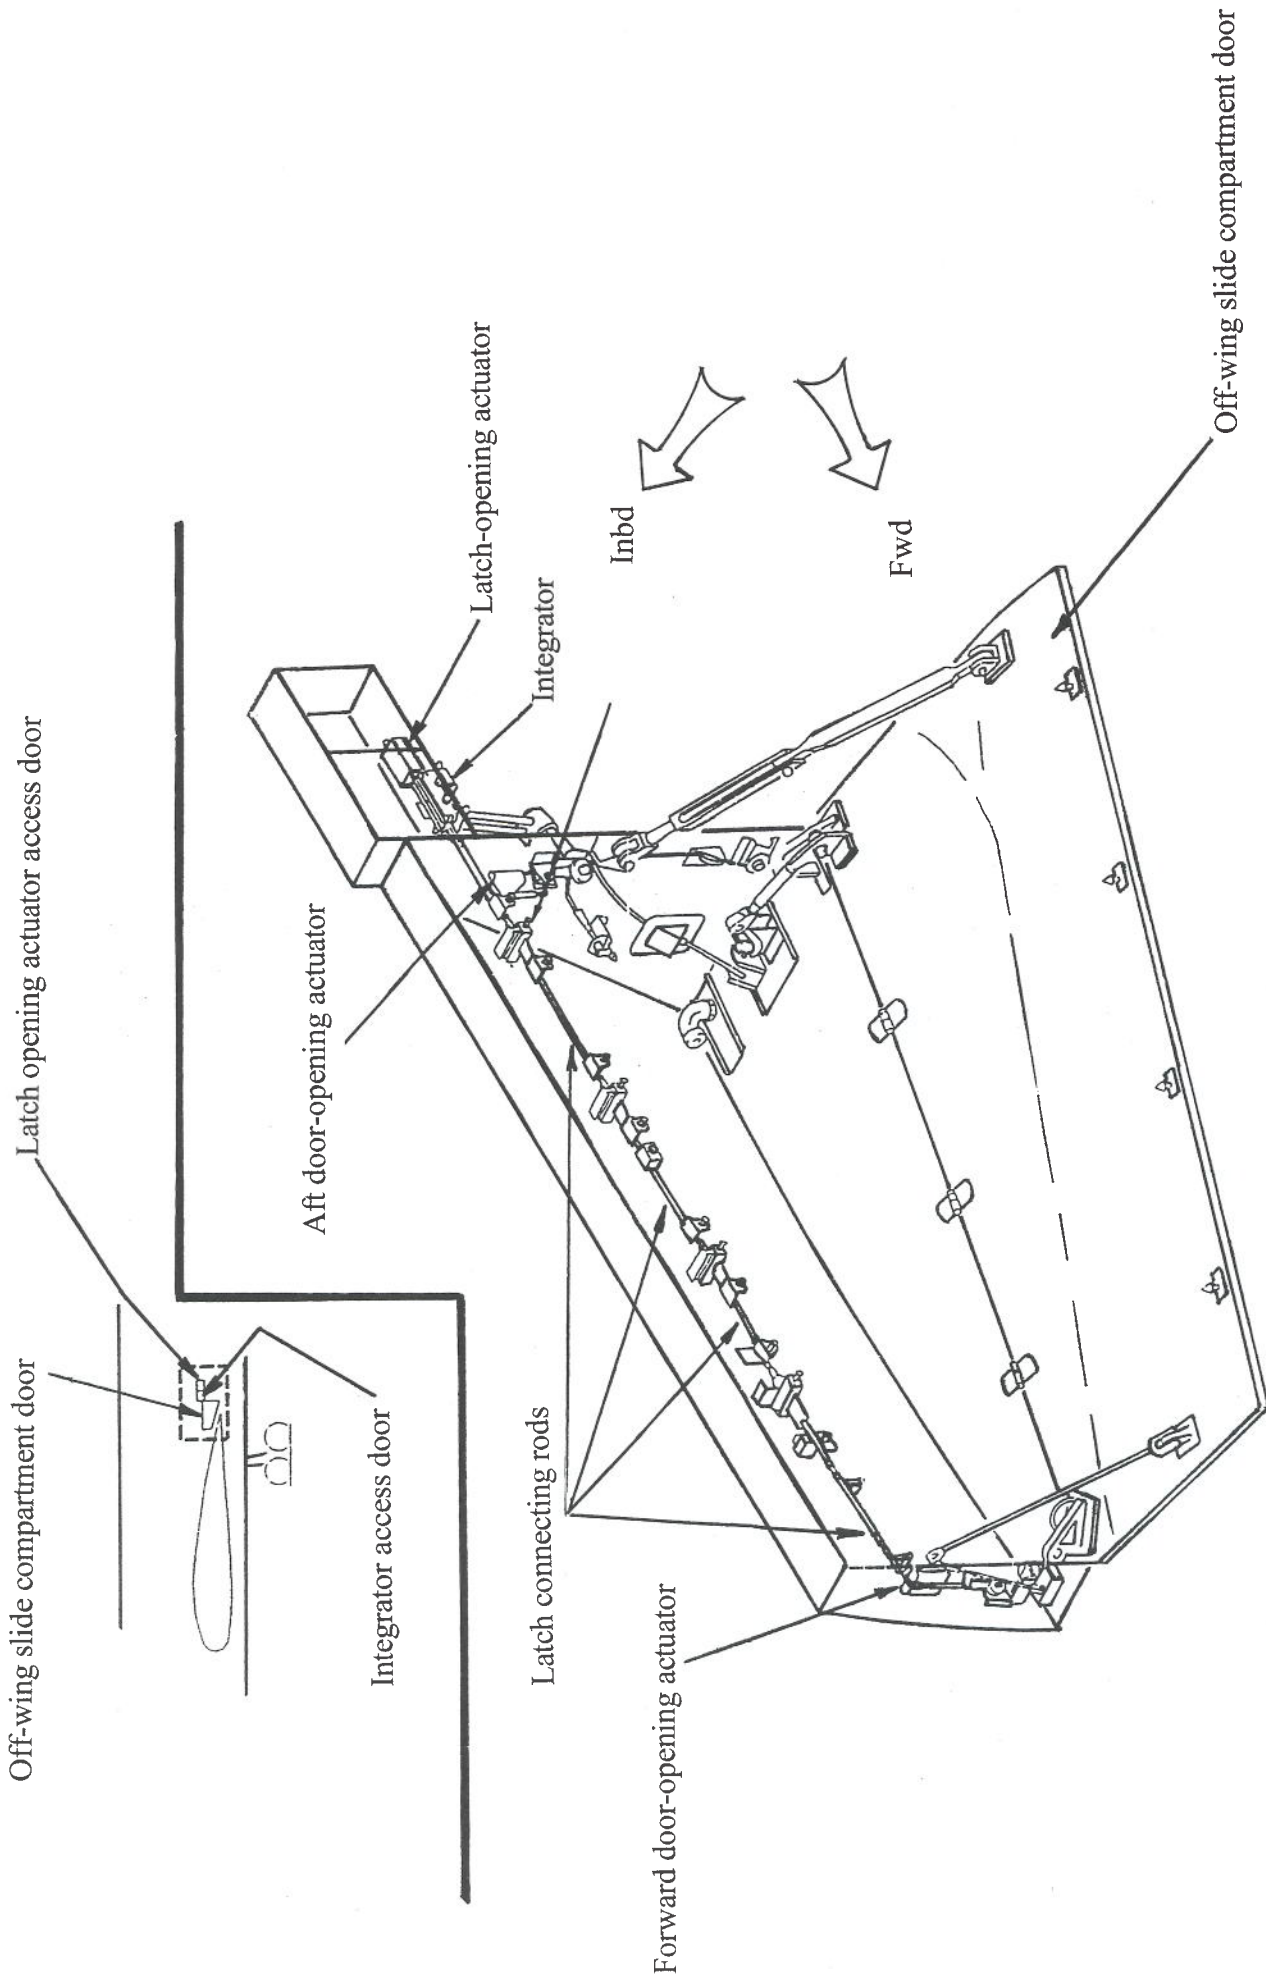 Off-wing slide compartment door
Latch opening actuator access door
Integrator access door
Aft door-opening actuator
Latch-opening actuator
Integrator
Inbd
Fwd
Latch connecting rods
Forward door-opening actuator
Off-wing slide compartment door